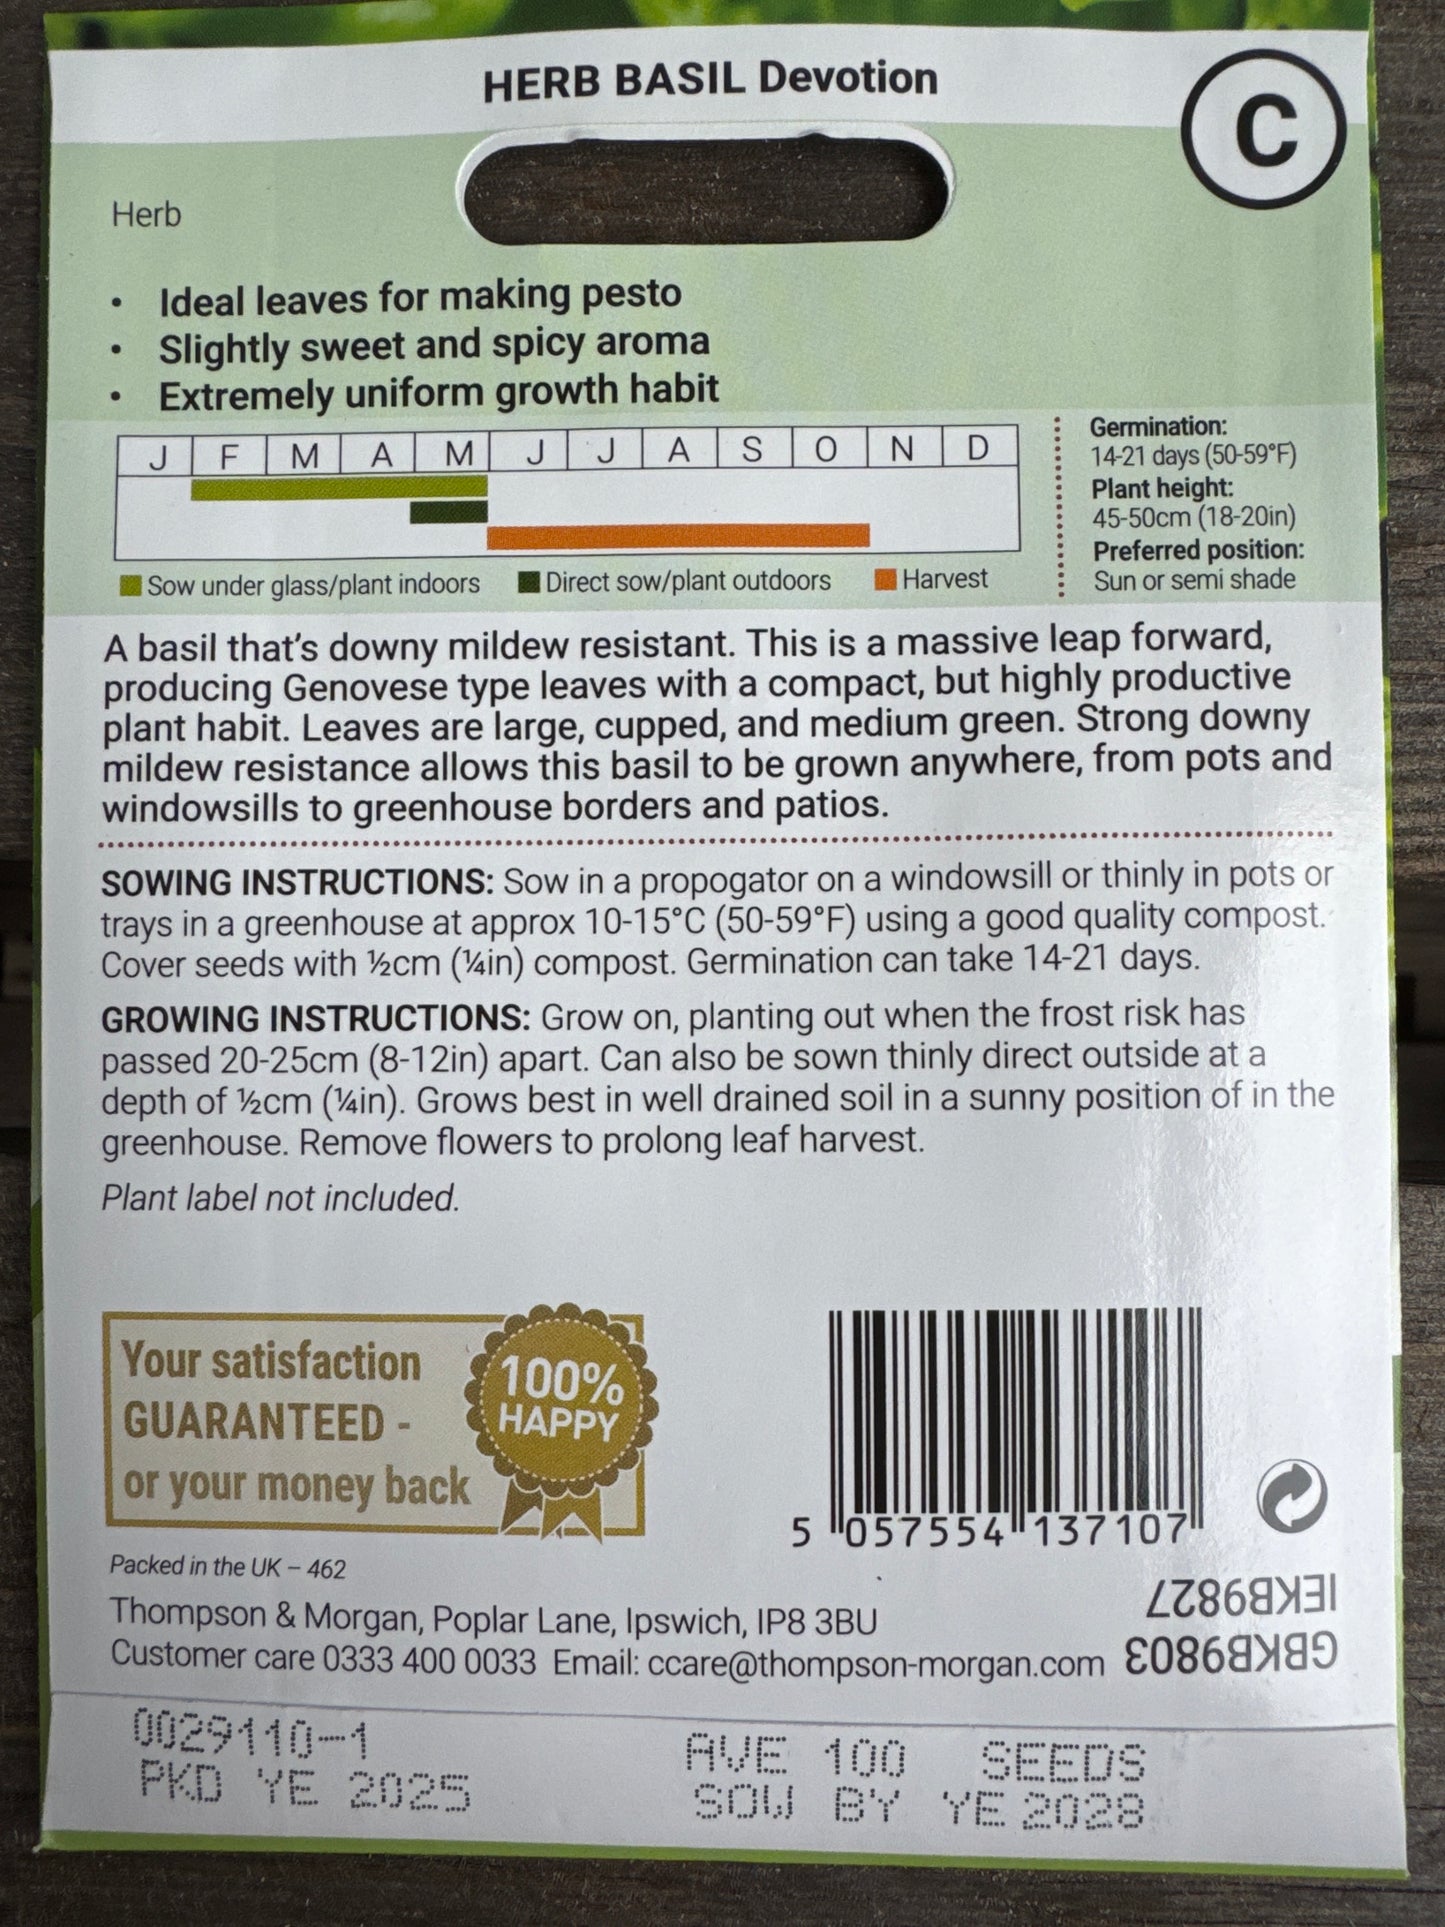 HERB BASIL Devotion
C
Herb
• Ideal leaves for making pesto
• Slightly sweet and spicy aroma
• Extremely uniform growth habit
J F M A M J J A S O N D
Sow under glass/plant indoors Direct sow/plant outdoors Harvest
Germination:
14-21 days (50-59°F)
Plant height:
45-50cm (18-20in)
Preferred position:
Sun or semi shade
A basil that's downy mildew resistant. This is a massive leap forward,
producing Genovese type leaves with a compact, but highly productive
plant habit. Leaves are large, cupped, and medium green. Strong downy
mildew resistance allows this basil to be grown anywhere, from pots and
windowsills to greenhouse borders and patios.
SOWING INSTRUCTIONS: Sow in a propogator on a windowsill or thinly in pots or
trays in a greenhouse at approx 10-15°C (50-59°F) using a good quality compost.
Cover seeds with ½cm (¼in) compost. Germination can take 14-21 days.
GROWING INSTRUCTIONS: Grow on, planting out when the frost risk has
passed 20-25cm (8-12in) apart. Can also be sown thinly direct outside at a
depth of ½cm (¼in). Grows best in well drained soil in a sunny position of in the
greenhouse. Remove flowers to prolong leaf harvest.
Plant label not included.
Your satisfaction
GUARANTEED -
or your money back
100%
HAPPY
5 057554 137107
Packed in the UK – 462
Thompson & Morgan, Poplar Lane, Ipswich, IP8 3BU
Customer care 0333 400 0033 Email: ccare@thompson-morgan.com
GBKB9803
IEKB9827
0029110-1
PKD YE 2025
AVE 100 SEEDS
SOW BY YE 2028